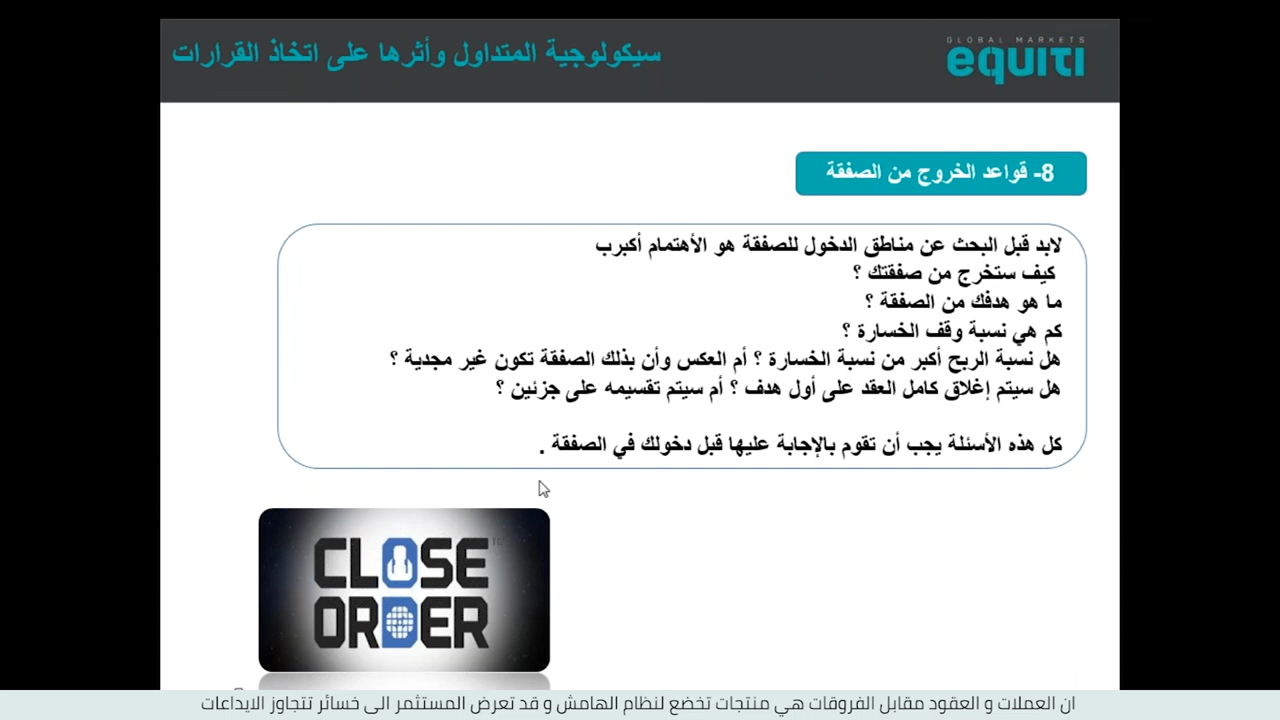 سيكولوجية المتداول وأثرها على اتخاذ القرارات
GLOBAL MARKETS
equiti
8- قواعد الخروج من الصفقة
لابد قبل البحث عن مناطق الدخول للصفقة هو الأهتمام أكبرب
كيف ستخرج من صفقتك ؟
ما هو هدفك من الصفقة ؟
كم هي نسبة وقف الخسارة ؟
هل نسبة الربح أكبر من نسبة الخسارة ؟ أم العكس وأن بذلك الصفقة تكون غير مجدية ؟
هل سيتم إغلاق كامل العقد على أول هدف ؟ أم سيتم تقسيمه على جزئين ؟
كل هذه الأسئلة يجب أن تقوم بالإجابة عليها قبل دخولك في الصفقة .
CLOSE
ORDER
ان العملات و العقود مقابل الفروقات هي منتجات تخضع لنظام الهامش و قد تعرض المستثمر الى خسائر تتجاوز الايداعات